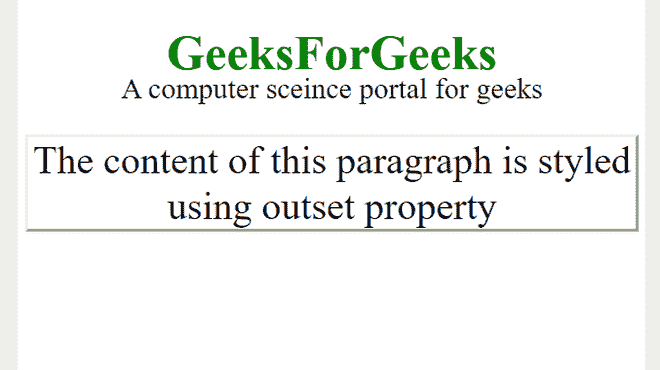 GeeksForGeeks
A computer sceince portal for geeks
The content of this paragraph is styled
using outset property